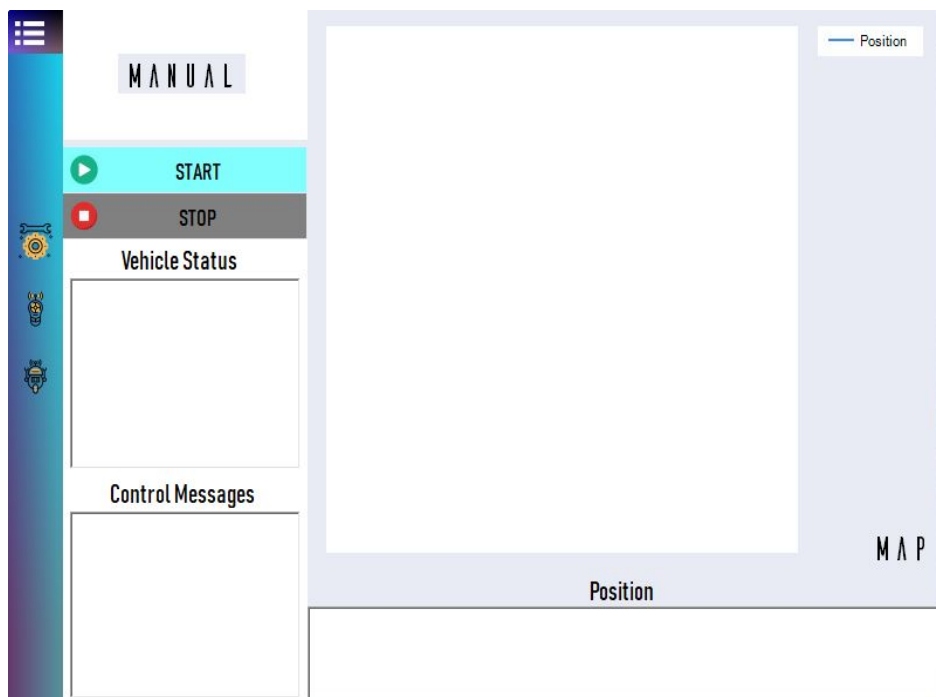 MANUAL
START
STOP
Vehicle Status
Control Messages
Position
MAP
Position